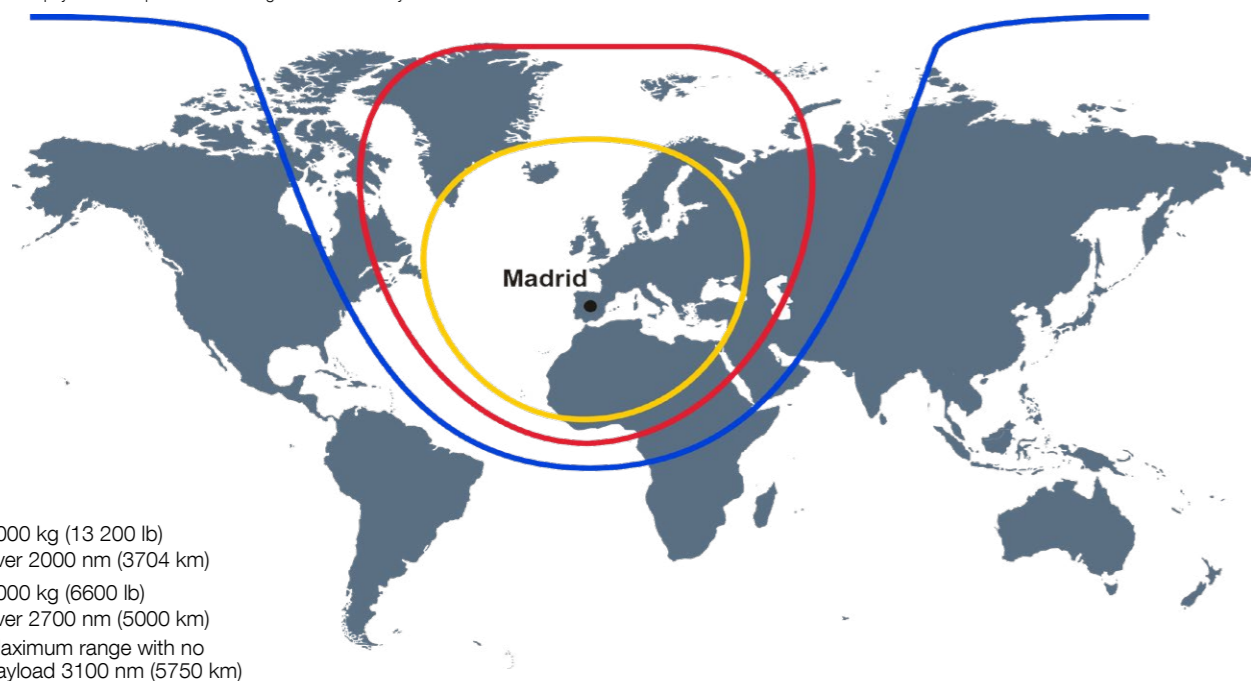 Madrid
000 kg (13 200 lb)
ver 2000 nm (3704 km)
000 kg (6600 lb)
ver 2700 nm (5000 km)
aximum range with no
ayload 3100 nm (5750 km)